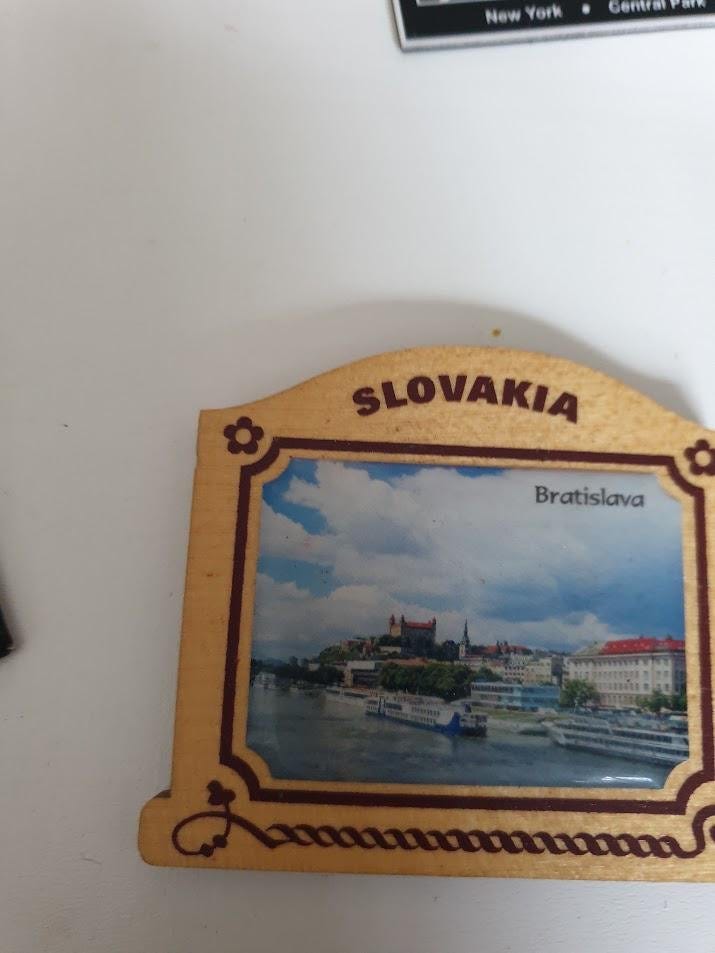 New York • Central Park
SLOVAKIA
Bratislava